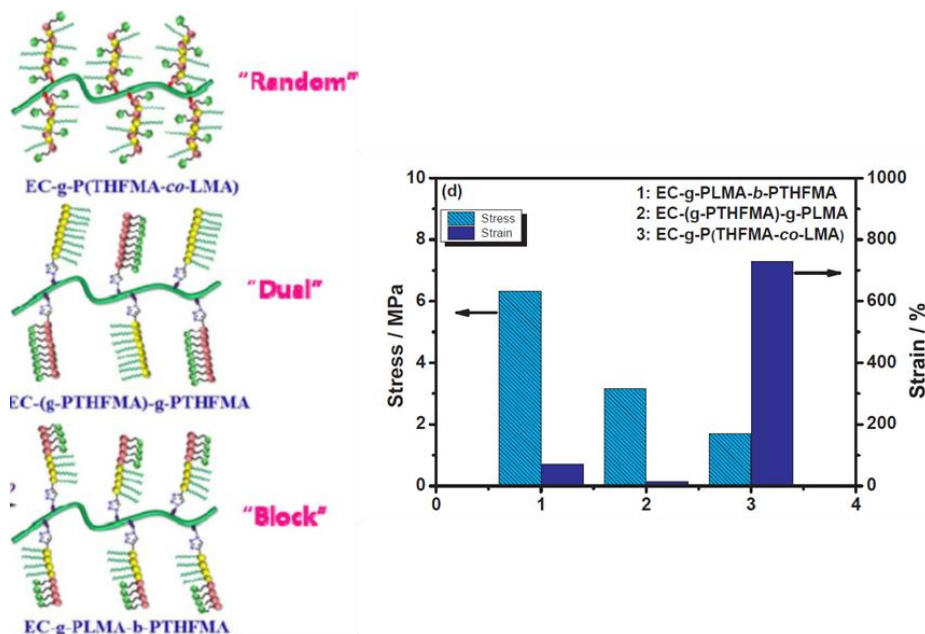 "Random"
EC-g-P(THFMA-co-LMA)
"Dual"
EC-(g-PTHFMA)-g-PTHFMA
"Block"
EC-g-PLMA-b-PTHFMA
(d)
Stress
Strain
1: EC-g-PLMA-b-PTHFMA
2: EC-(g-PTHFMA)-g-PLMA
3: EC-g-P(THFMA-co-LMA)
Stress / MPa
10
8
6
4
2
0
Strain / %
1000
800
600
400
200
0
0 1 2 3 4